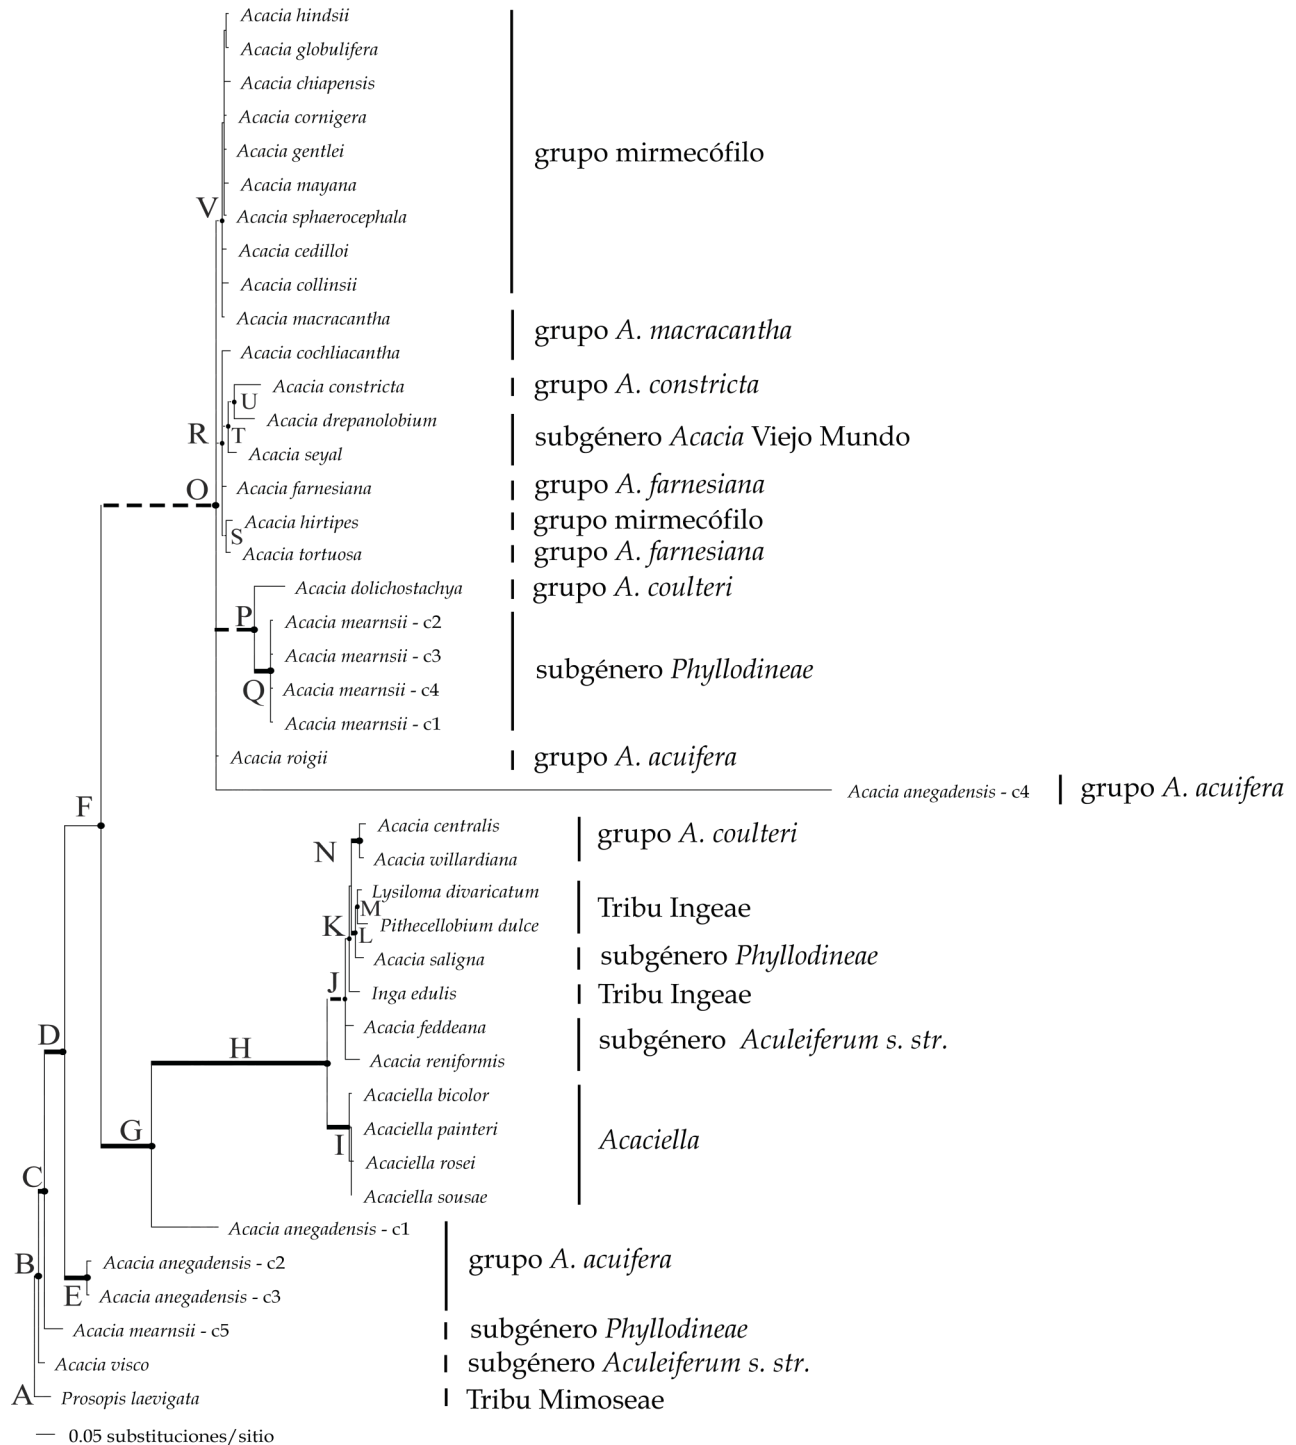 Acacia hindsii
Acacia globulifera
Acacia chiapensis
Acacia cornigera
Acacia gentlei
grupo mirmecófilo
Acacia mayana
V
Acacia sphaerocephala
Acacia cedilloi
Acacia collinsii
Acacia macracantha
grupo A. macracantha
Acacia cochliacantha
Acacia constricta
grupo A. constricta
U
Acacia drepanolobium
R
T
subgénero Acacia Viejo Mundo
Acacia seyal
O
Acacia farnesiana
grupo A. farnesiana
Acacia hirtipes
grupo mirmecófilo
S
Acacia tortuosa
grupo A. farnesiana
Acacia dolichostachya
grupo A. coulteri
P
Acacia mearnsii - c2
Acacia mearnsii - c3
subgénero Phyllodineae
Q
Acacia mearnsii - c4
Acacia mearnsii - c1
Acacia roigii
grupo A. acuifera
Acacia anegadensis - c4
grupo A. acuifera
F
Acacia centralis
grupo A. coulteri
N
Acacia willardiana
Lysiloma divaricatum
M
Tribu Ingeae
K
Pithecellobium dulce
L
Acacia saligna
subgénero Phyllodineae
J
Inga edulis
Tribu Ingeae
D
Acacia feddeana
subgénero Aculeiferum s. str.
H
Acacia reniformis
Acaciella bicolor
G
Acaciella painteri
Acaciella
I
Acaciella rosei
C
Acaciella sousae
Acacia anegadensis - c1
B
Acacia anegadensis - c2
grupo A. acuifera
E
Acacia anegadensis - c3
Acacia mearnsii - c5
subgénero Phyllodineae
Acacia visco
subgénero Aculeiferum s. str.
A
Prosopis laevigata
Tribu Mimoseae
0.05 substituciones/sitio